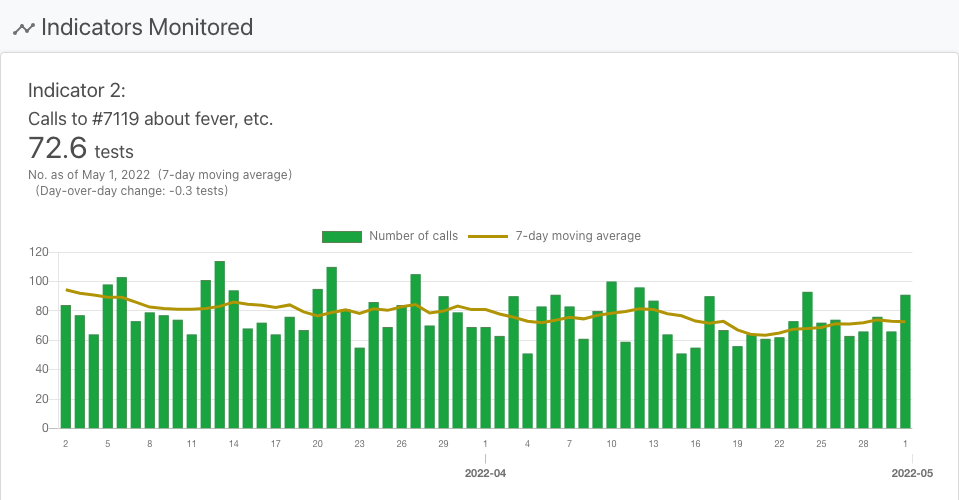 Indicators Monitored
Indicator 2:
Calls to #7119 about fever, etc.
72.6 tests
No. as of May 1, 2022 (7-day moving average)
(Day-over-day change: -0.3 tests)
Number of calls 7-day moving average
120
100
80
60
40
20
0
2 5 8 11 14 17 20 23 26 29 1 4 7 10 13 16 19 22 25 28 1
2022-04 2022-05